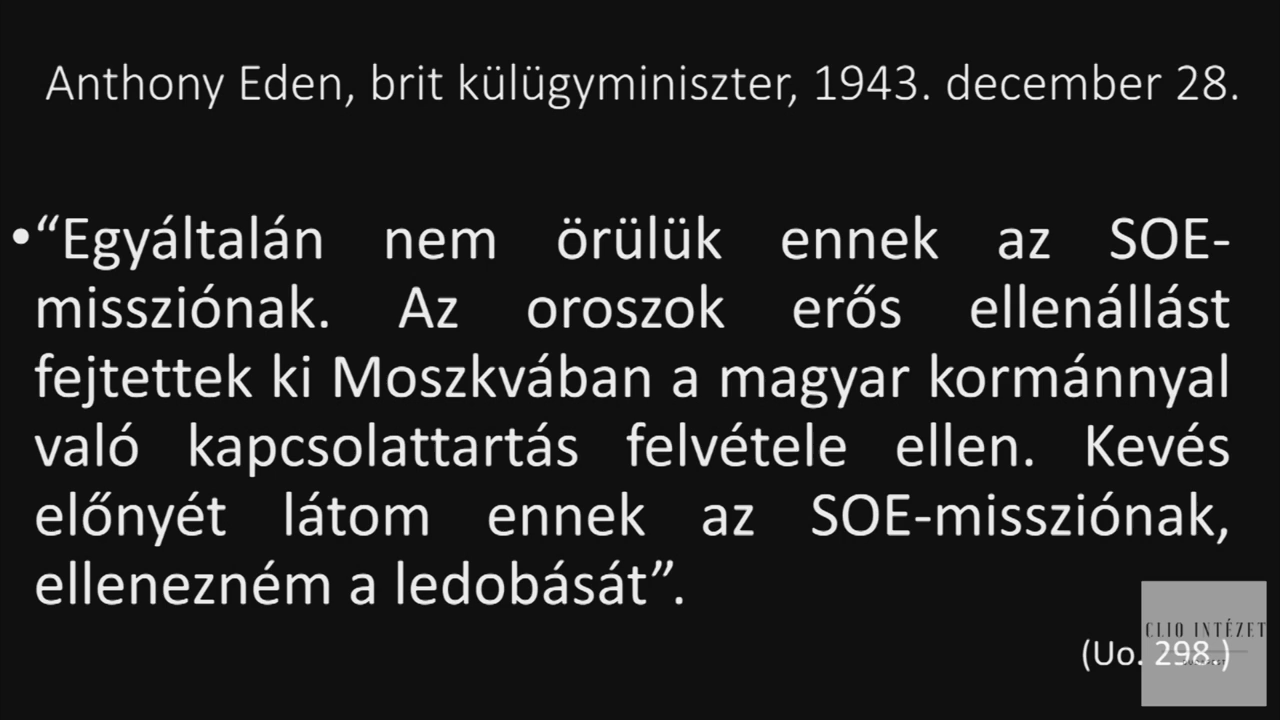 Anthony Eden, brit külügyminiszter, 1943. december 28.
•“Egyáltalán nem örülük ennek az SOE-
missziónak. Az oroszok erős ellenállást
fejtettek ki Moszkvában a magyar kormánnyal
való kapcsolattartás felvétele ellen. Kevés
előnyét látom ennek az SOE-missziónak,
ellenezném a ledobását”.
CLIO INTÉZET
(Uo. 298.)